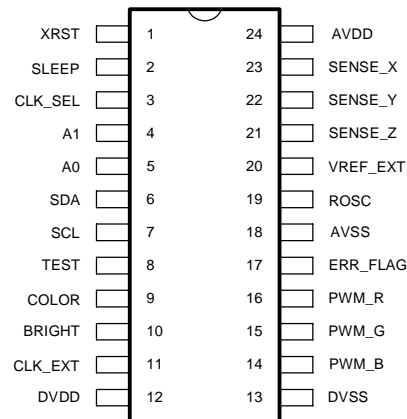 XRST 1 24 AVDD
SLEEP 2 23 SENSE_X
CLK_SEL 3 22 SENSE_Y
A1 4 21 SENSE_Z
A0 5 20 VREF_EXT
SDA 6 19 ROSC
SCL 7 18 AVSS
TEST 8 17 ERR_FLAG
COLOR 9 16 PWM_R
BRIGHT 10 15 PWM_G
CLK_EXT 11 14 PWM_B
DVDD 12 13 DVSS